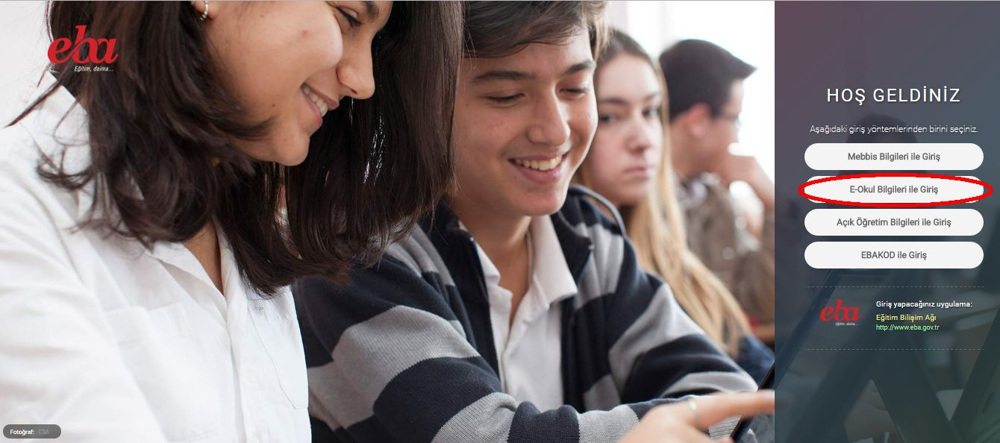 eba
Eğitim, daima...
HOŞ GELDİNİZ
Aşağıdaki giriş yöntemlerinden birini seçiniz.
Mebbis Bilgileri ile Giriş
E-Okul Bilgileri ile Giriş
Açık Öğretim Bilgileri ile Giriş
EBAKOD ile Giriş
eba
Eğitim, daima...
Giriş yapacağınız uygulama:
Eğitim Bilişim Ağı
http://www.eba.gov.tr
Fotoğraf: EBA